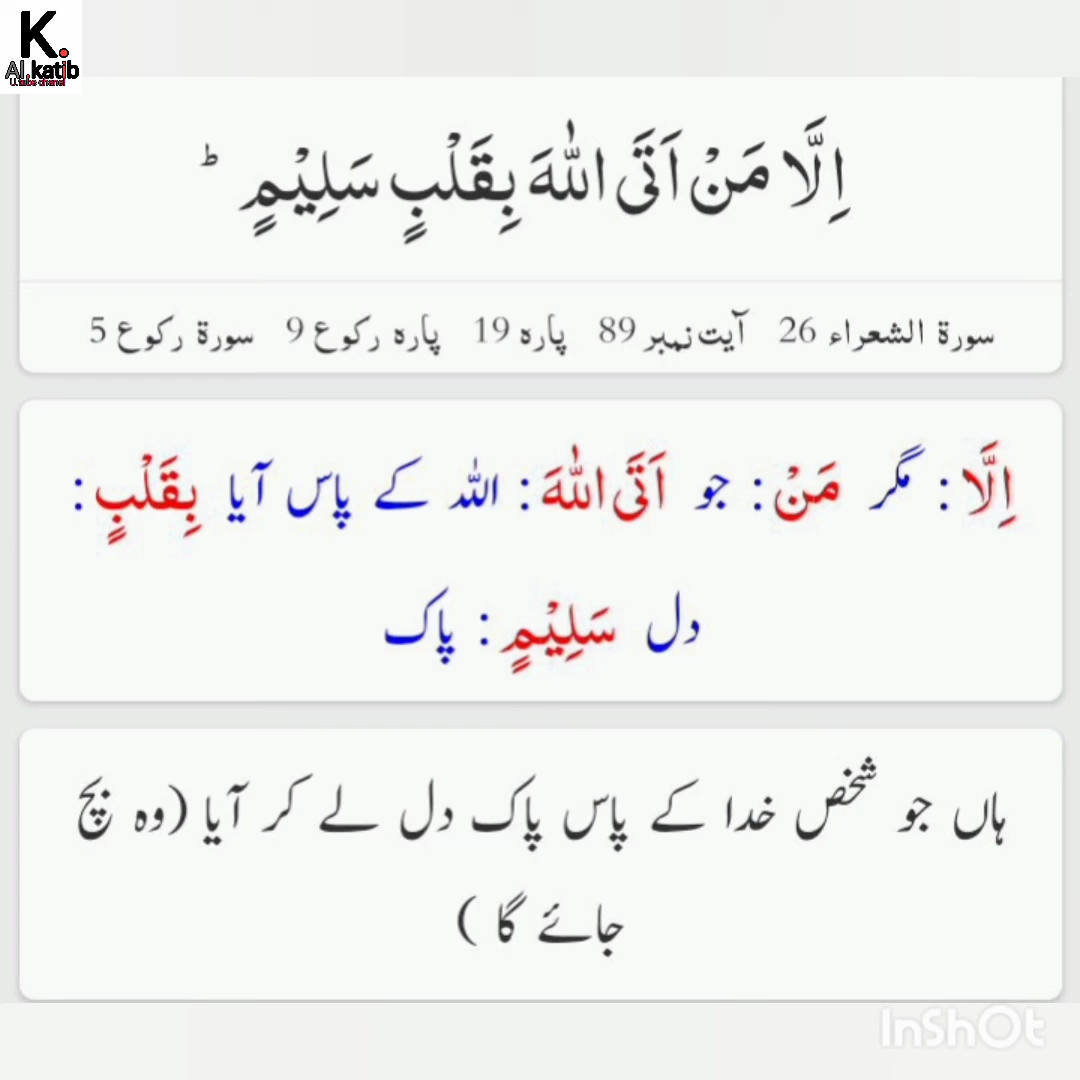 K.
Al katib
U.tube chanel
اِلَّا مَنْ اَتَى اللّٰهَ بِقَلْبٍ سَلِيْمٍ ؕ
سورۃ الشعراء 26 آیت نمبر 89 پارہ 19 پارہ رکوع 9 سورۃ رکوع 5
اِلَّا : مگر مَنْ : جو اَتَى اللّٰهَ : اللہ کے پاس آیا بِقَلْبٍ :
دل سَلِيْمٍ : پاک
ہاں جو شخص خدا کے پاس پاک دل لے کر آیا (وہ بچ
جائے گا )
InShOt